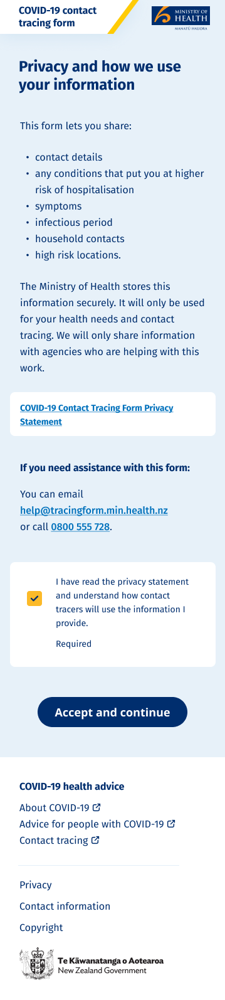 COVID-19 contact
tracing form
MINISTRY OF
HEALTH
MANATŪ HAUORA
Privacy and how we use
your information
This form lets you share:
• contact details
• any conditions that put you at higher
risk of hospitalisation
• symptoms
• infectious period
• household contacts
• high risk locations.
The Ministry of Health stores this
information securely. It will only be used
for your health needs and contact
tracing. We will only share information
with agencies who are helping with this
work.
COVID-19 Contact Tracing Form Privacy
Statement
If you need assistance with this form:
You can email
help@tracingform.min.health.nz
or call 0800 555 728.
I have read the privacy statement
and understand how contact
tracers will use the information I
provide.
Required
Accept and continue
COVID-19 health advice
About COVID-19
Advice for people with COVID-19
Contact tracing
Privacy
Contact information
Copyright
Te Kāwanatanga o Aotearoa
New Zealand Government